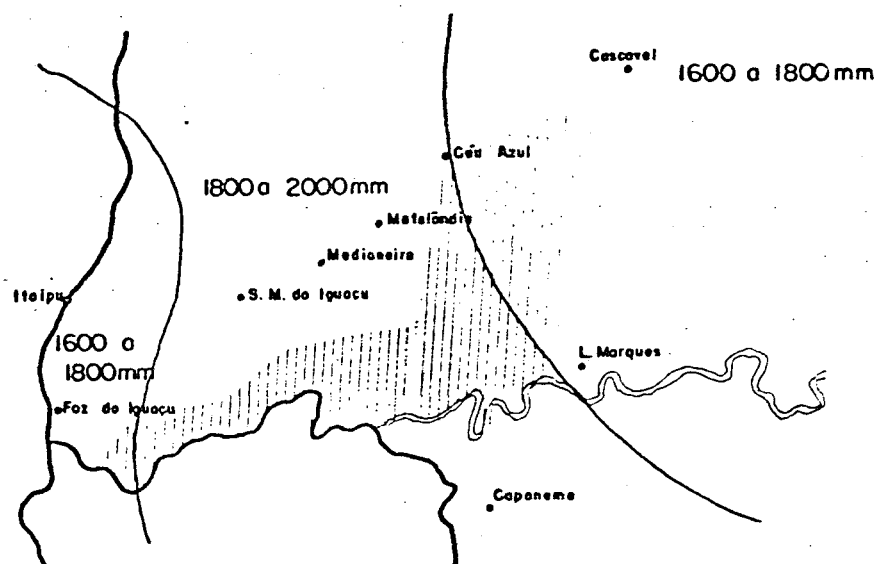 Cascavel
1600 a 1800mm
Céu Azul
1800 a 2000mm
Matelândia
Medianeira
Itaipu
S. M. do Iguaçu
1600 a
1800mm
L. Marques
Foz do Iguaçu
Capanema